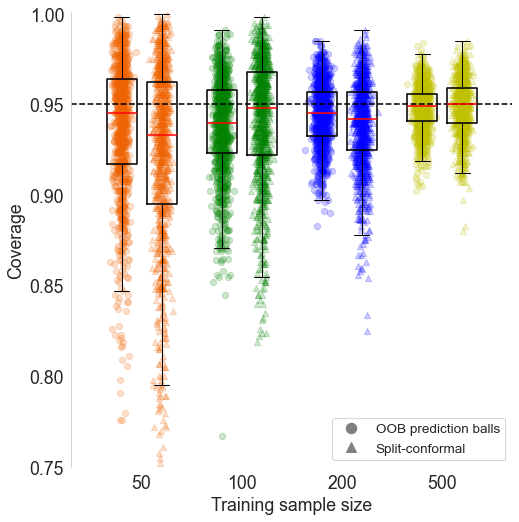 1.00
0.95
0.90
0.85
0.80
0.75
Coverage
50
100
200
500
Training sample size
OOB prediction balls
Split-conformal